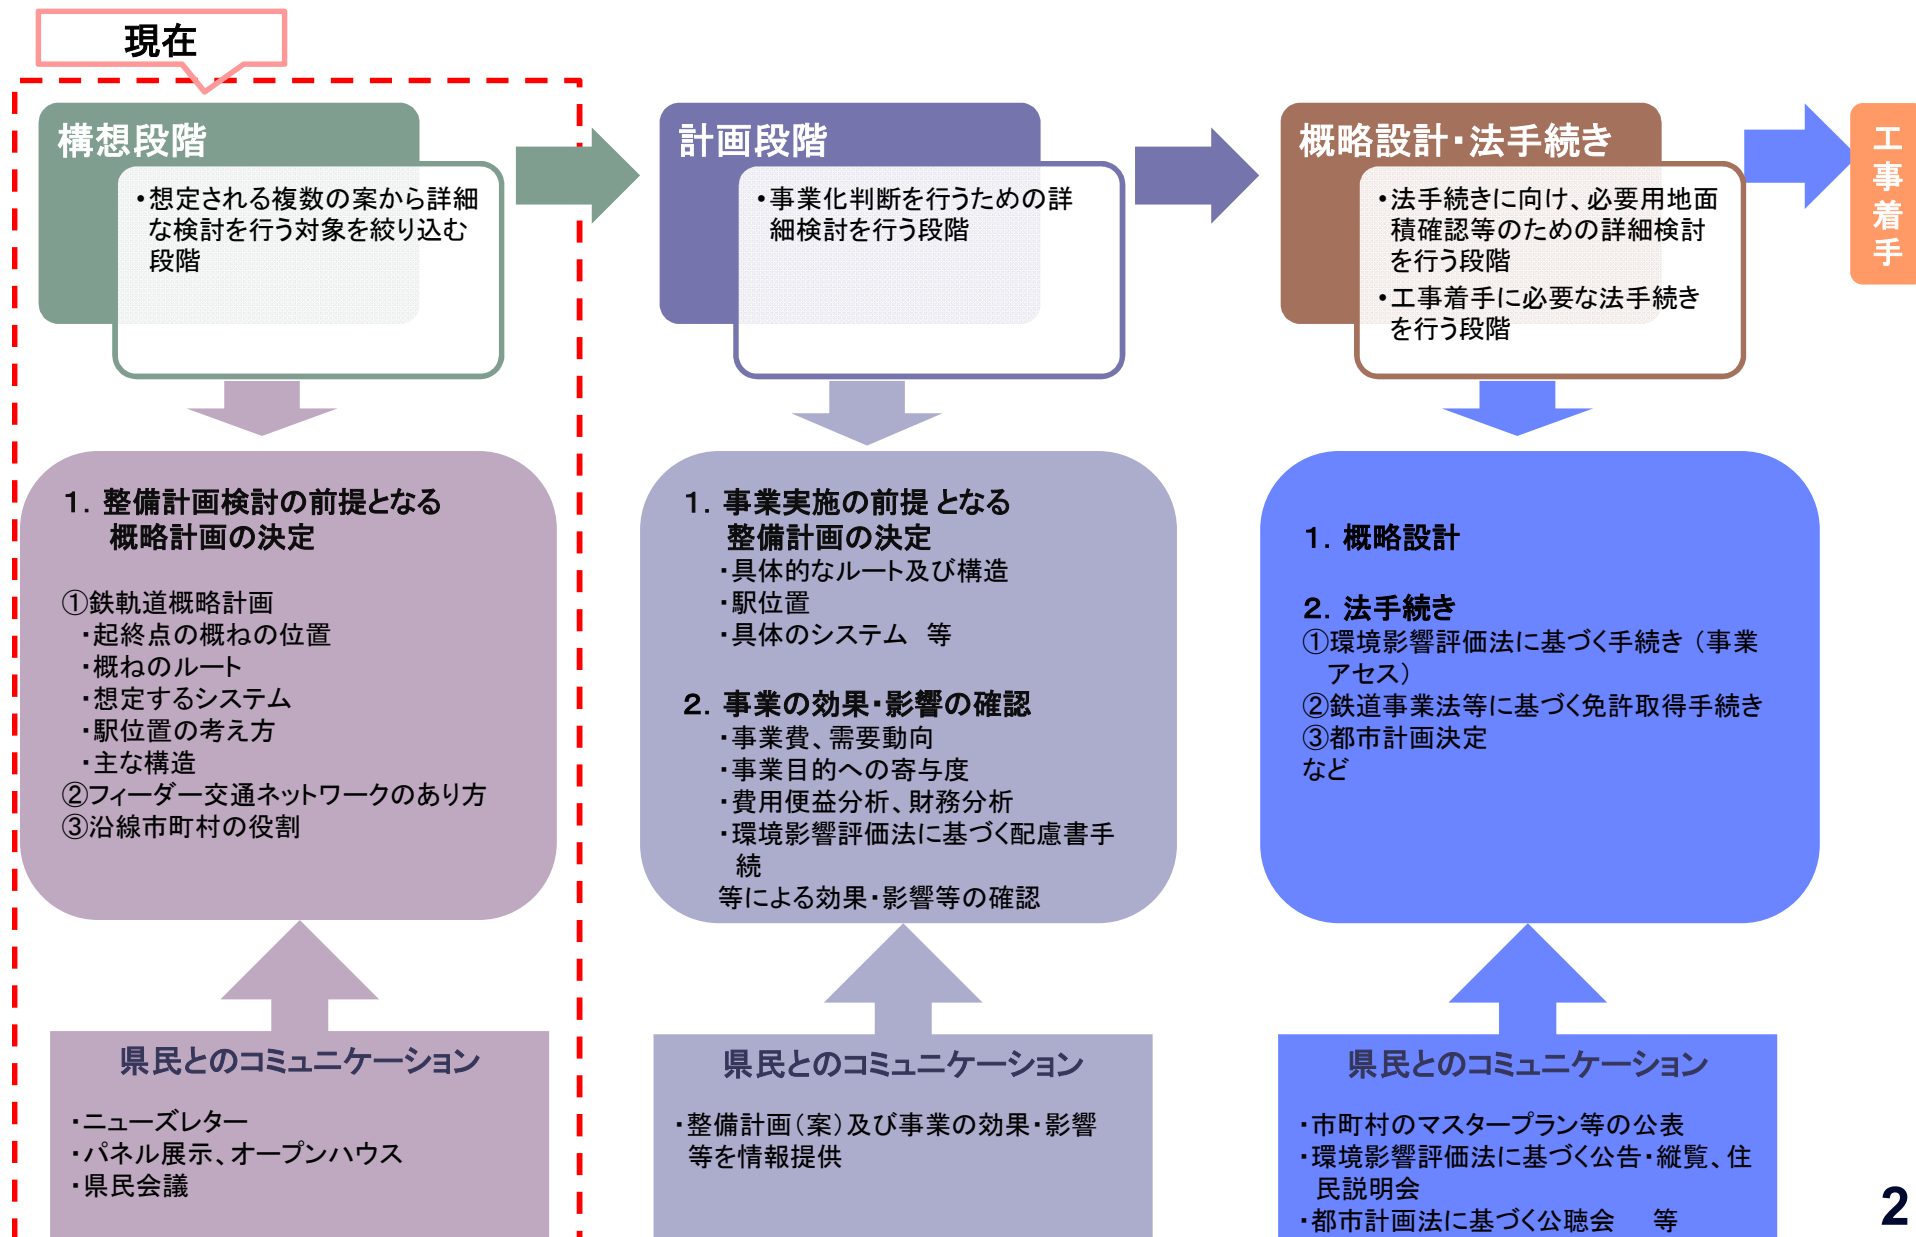 現在
構想段階
・想定される複数の案から詳細
な検討を行う対象を絞り込む
段階
計画段階
・事業化判断を行うための詳
細検討を行う段階
概略設計・法手続き
・法手続きに向け、必要用地面
積確認等のための詳細検討
を行う段階
・工事着手に必要な法手続き
を行う段階
工事着手
１．整備計画検討の前提となる
概略計画の決定
①鉄軌道概略計画
・起終点の概ねの位置
・概ねのルート
・想定するシステム
・駅位置の考え方
・主な構造
②フィーダー交通ネットワークのあり方
③沿線市町村の役割
１．事業実施の前提 となる
整備計画の決定
・具体的なルート及び構造
・駅位置
・具体のシステム　等
２．事業の効果・影響の確認
・事業費、需要動向
・事業目的への寄与度
・費用便益分析、財務分析
・環境影響評価法に基づく配慮書手
続
等による効果・影響等の確認
１．概略設計
２．法手続き
①環境影響評価法に基づく手続き（事業
アセス）
②鉄道事業法等に基づく免許取得手続き
③都市計画決定
など
県民とのコミュニケーション
・ニューズレター
・パネル展示、オープンハウス
・県民会議
県民とのコミュニケーション
・整備計画（案）及び事業の効果・影響
等を情報提供
県民とのコミュニケーション
・市町村のマスタープラン等の公表
・環境影響評価法に基づく公告・縦覧、住
民説明会
・都市計画法に基づく公聴会　等
2